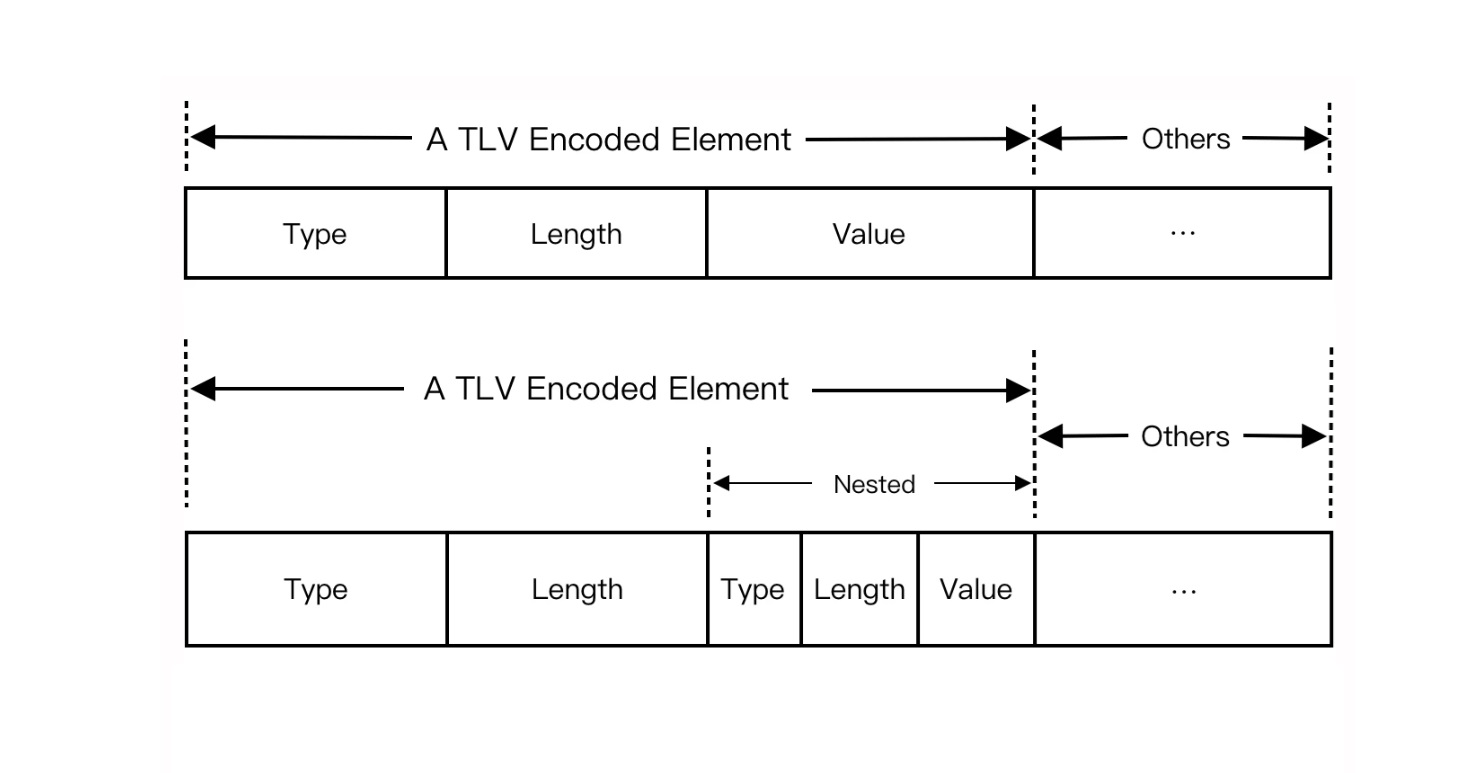 A TLV Encoded Element Others
Type Length Value ...
A TLV Encoded Element
Others
Nested
Type Length Type Length Value ...